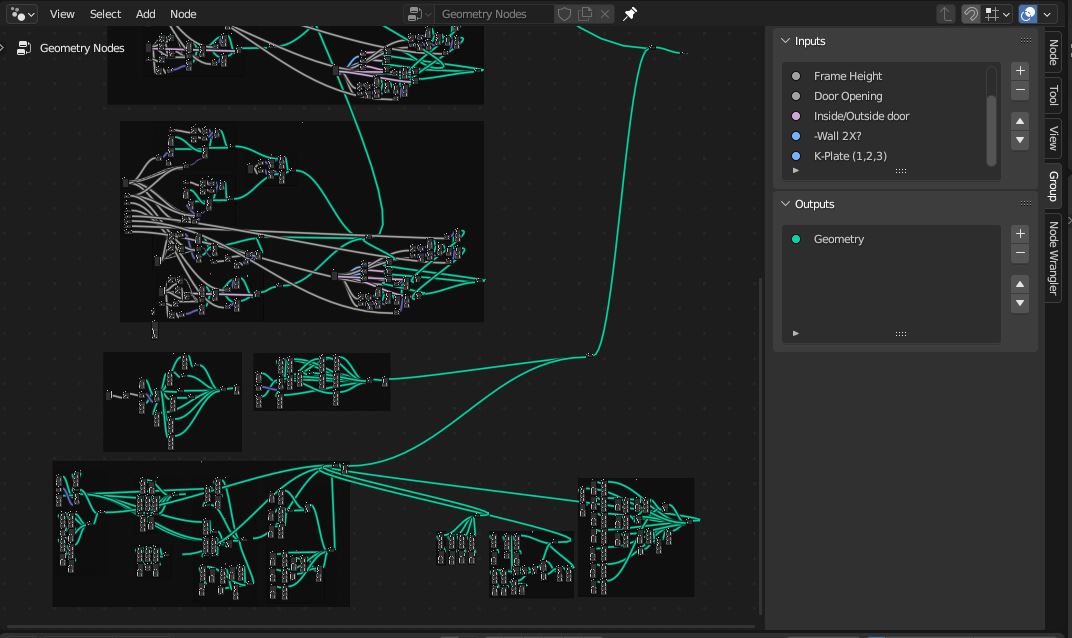 View Select Add Node Geometry Nodes
Geometry Nodes
Inputs
Frame Height
Door Opening
Inside/Outside door
-Wall 2X?
K-Plate (1,2,3)
Outputs
Geometry
Node
Tool
View
Group
Node Wrangler